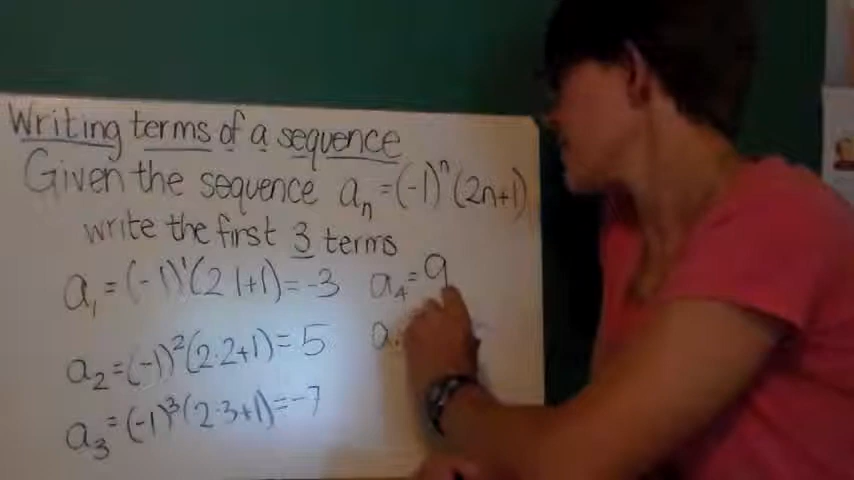 Writing terms of a sequence
Given the sequence aₙ = (-1)ⁿ (2n+1)
write the first 3 terms
a₁ = (-1)¹(2 1+1) = -3
a₄ = 9
a₂ = (-1)²(2·2+1) = 5
a
a₃ = (-1)³(2·3+1) = -7